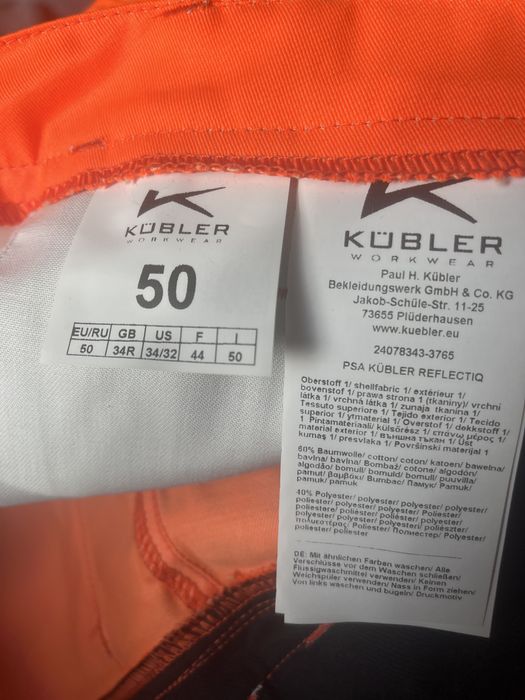 KÜBLER
WORKWEAR
50
EU/RU GB US F I
50 34R 34/32 44 50
KÜBLER
WORKWEAR
Paul H. Kübler
Bekleidungswerk GmbH & Co. KG
Jakob-Schüle-Str. 11-25
73655 Plüderhausen
www.kuebler.eu
24078343-3765
PSA KÜBLER REFLECTIQ
Oberstoff 1/ shellfabric 1/ extérieur 1/
bovenstof 1/ prawa strona 1 (tkaniny)/ vrchní
látka 1/ vrchná látka 1/ zunaja tkanina 1/
Tessuto superiore 1/ Tejido exterior 1/ Tecido
superior 1/ ytmaterial 1/ Overstof 1/ dekkstoff 1/
1 Pintamateriaali/ külsőrész 1/ επάνω μέρος 1/
material exterior 1/ външна тъкан 1/ Üst
kumaş 1/ presvlaka 1/ Površinski materijal 1
60% Baumwolle/ cotton/ coton/ katoen/ bawełna/
bavlna/ bavlna/ Bombaž/ cotone/ algodón/
algodão/ bomull/ bomuld/ bomull/ puuvilla/
pamut/ βαμβάκι/ Bumbac/ Памук/ Pamuk/
pamuk/ pamuk
40% Polyester/ polyester/ polyester/ polyester/
poliester/ polyester/ polyester/ Poliester/
poliestere/ poliéster/ poliéster/ polyester/
polyester/ polyester/ polyesteri/ poliészter/
πολυεστέρας/ Poliester/ Полиестер/ Polyester/
poliester/ poliester
DE: Mit ähnlichen Farben waschen/ Alle
Verschlüsse vor dem Waschen schließen/
Flüssigwaschmittel verwenden/ Keinen
Weichspüler verwenden/ Nass in Form ziehen/
Von links waschen und bügeln/ Druckmotiv